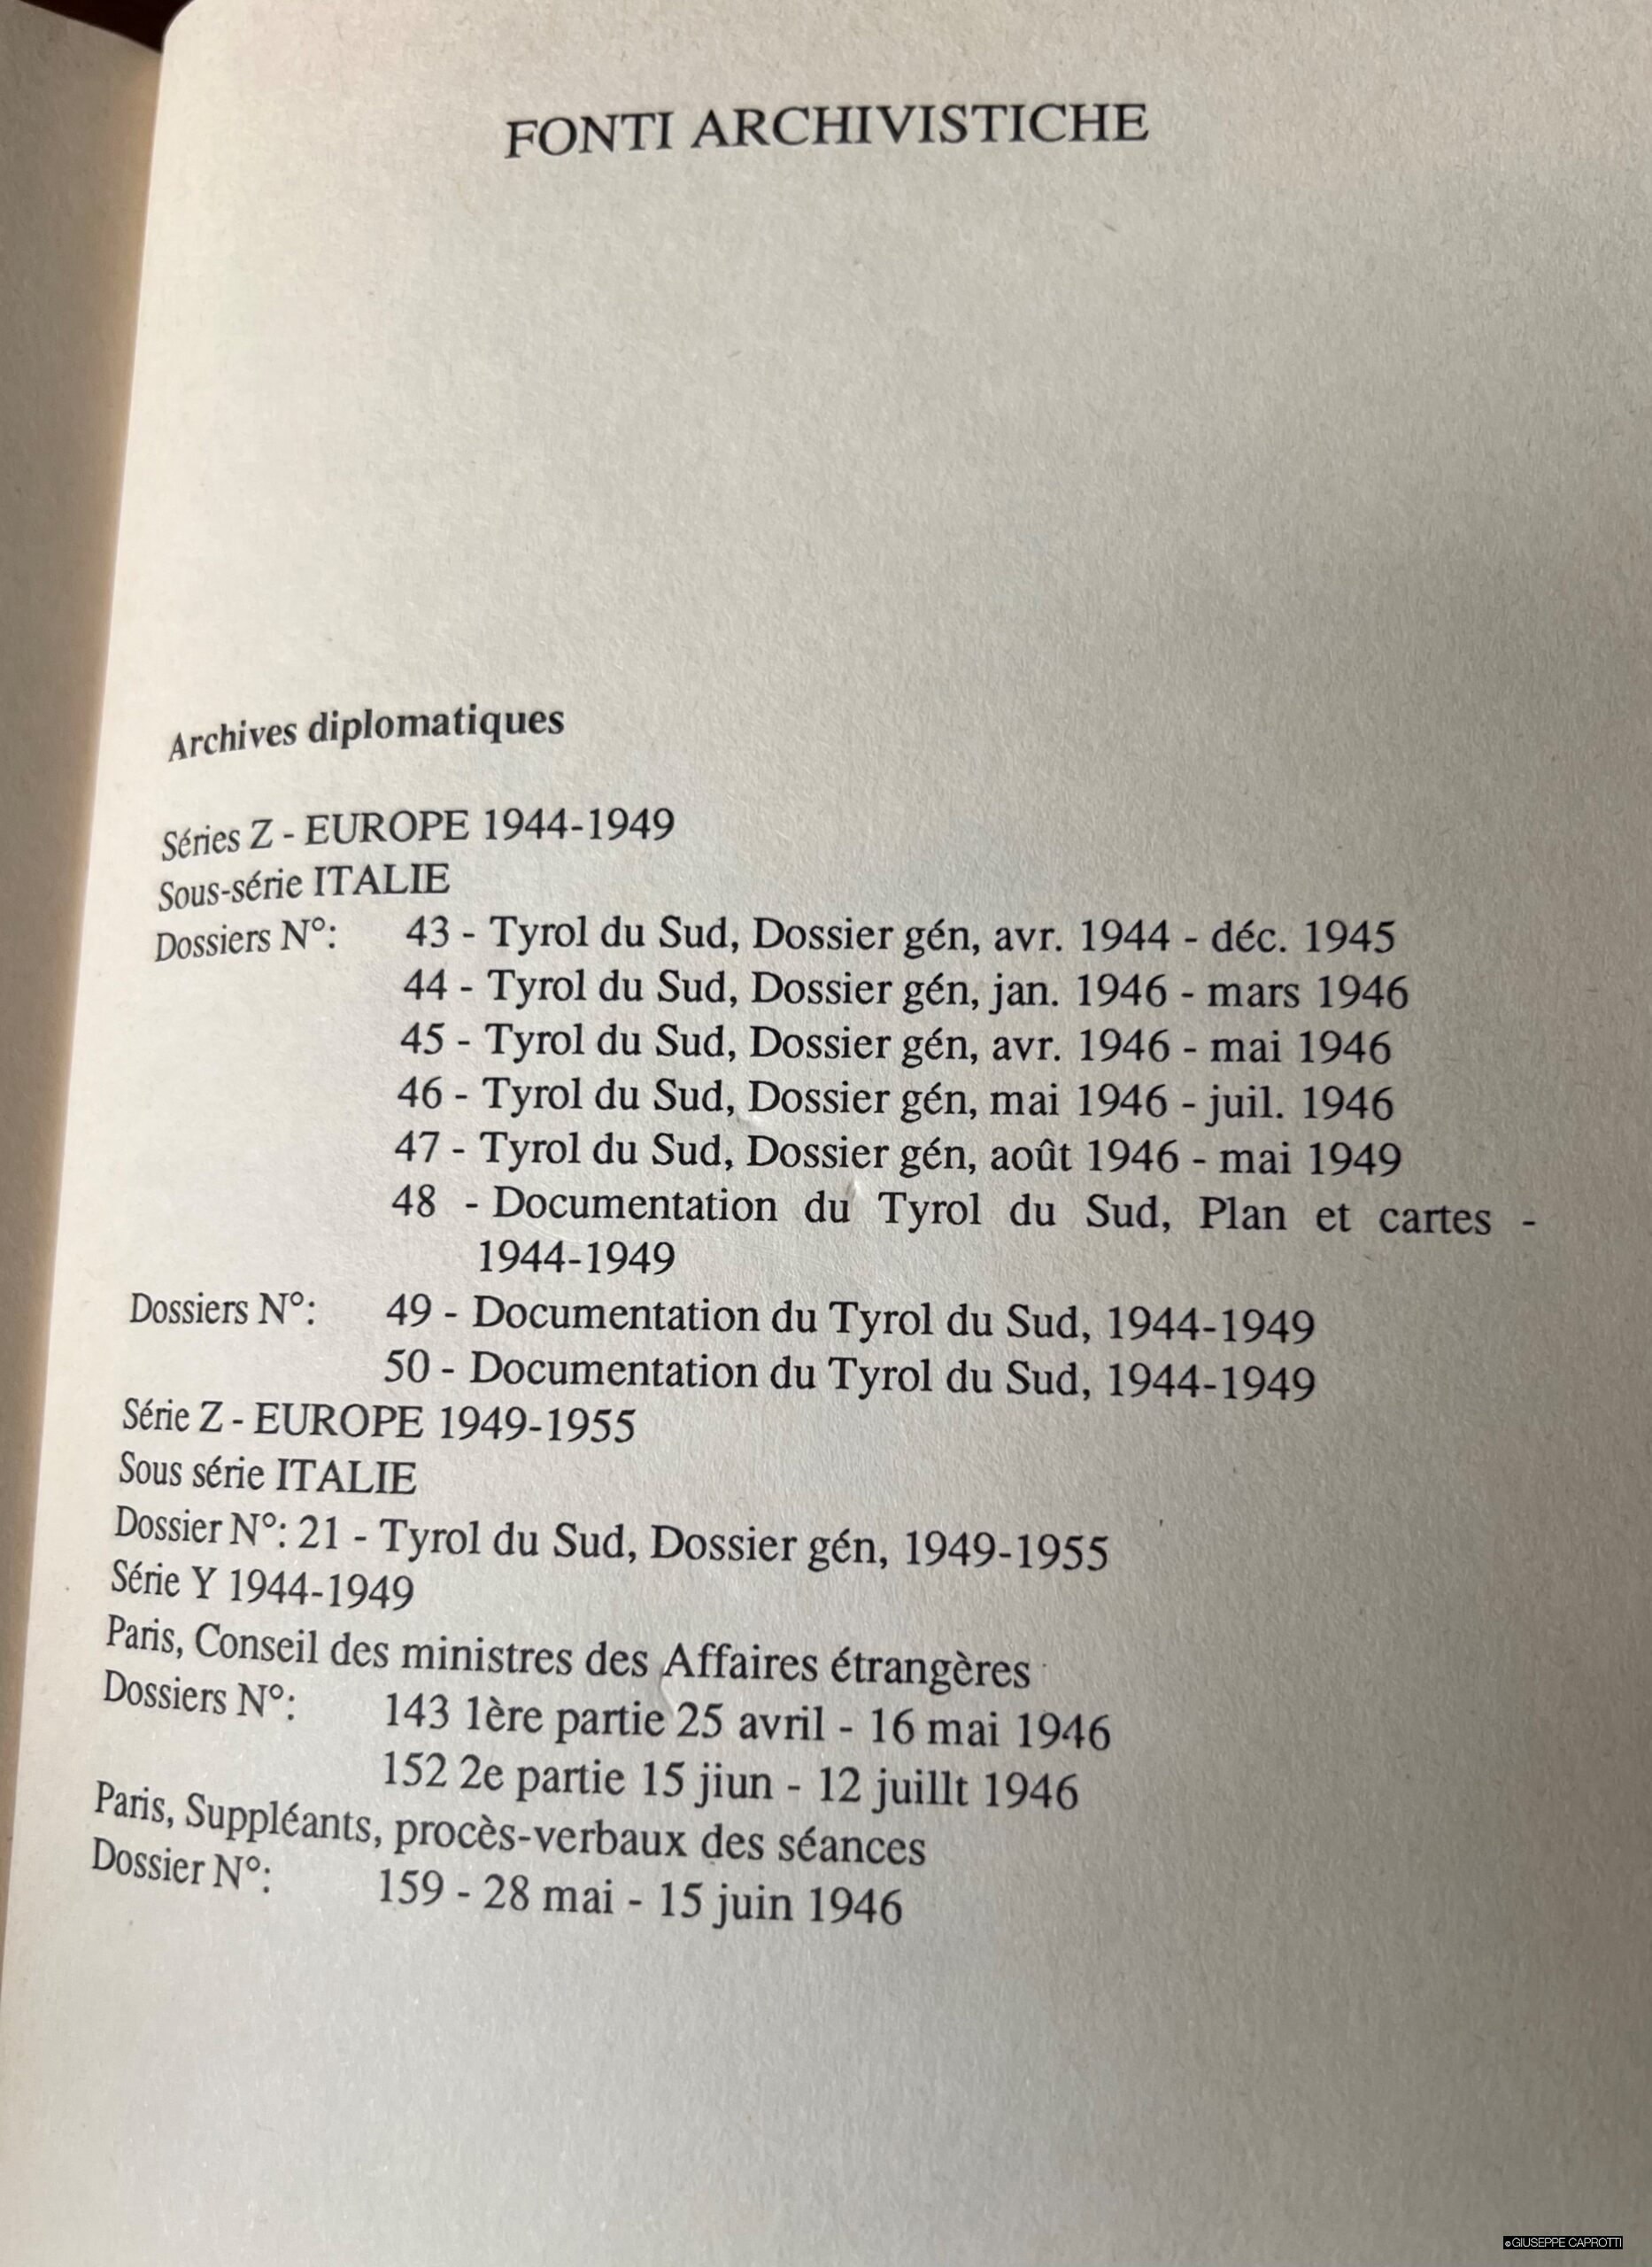 FONTI ARCHIVISTICHE
Archives diplomatiques
Séries Z - EUROPE 1944-1949
Sous-série ITALIE
Dossiers N°: 43 - Tyrol du Sud, Dossier gén, avr. 1944 - déc. 1945
44 - Tyrol du Sud, Dossier gén, jan. 1946 - mars 1946
45 - Tyrol du Sud, Dossier gén, avr. 1946 - mai 1946
46 - Tyrol du Sud, Dossier gén, mai 1946 - juil. 1946
47 - Tyrol du Sud, Dossier gén, août 1946 - mai 1949
48 - Documentation du Tyrol du Sud, Plan et cartes -
1944-1949
Dossiers N°: 49 - Documentation du Tyrol du Sud, 1944-1949
50 - Documentation du Tyrol du Sud, 1944-1949
Série Z - EUROPE 1949-1955
Sous série ITALIE
Dossier N°: 21 - Tyrol du Sud, Dossier gén, 1949-1955
Série Y 1944-1949
Paris, Conseil des ministres des Affaires étrangères
Dossiers N°: 143 1ère partie 25 avril - 16 mai 1946
152 2e partie 15 jiun - 12 juillt 1946
Paris, Suppléants, procès-verbaux des séances
Dossier N°: 159 - 28 mai - 15 juin 1946
©GIUSEPPE CAPROTTI